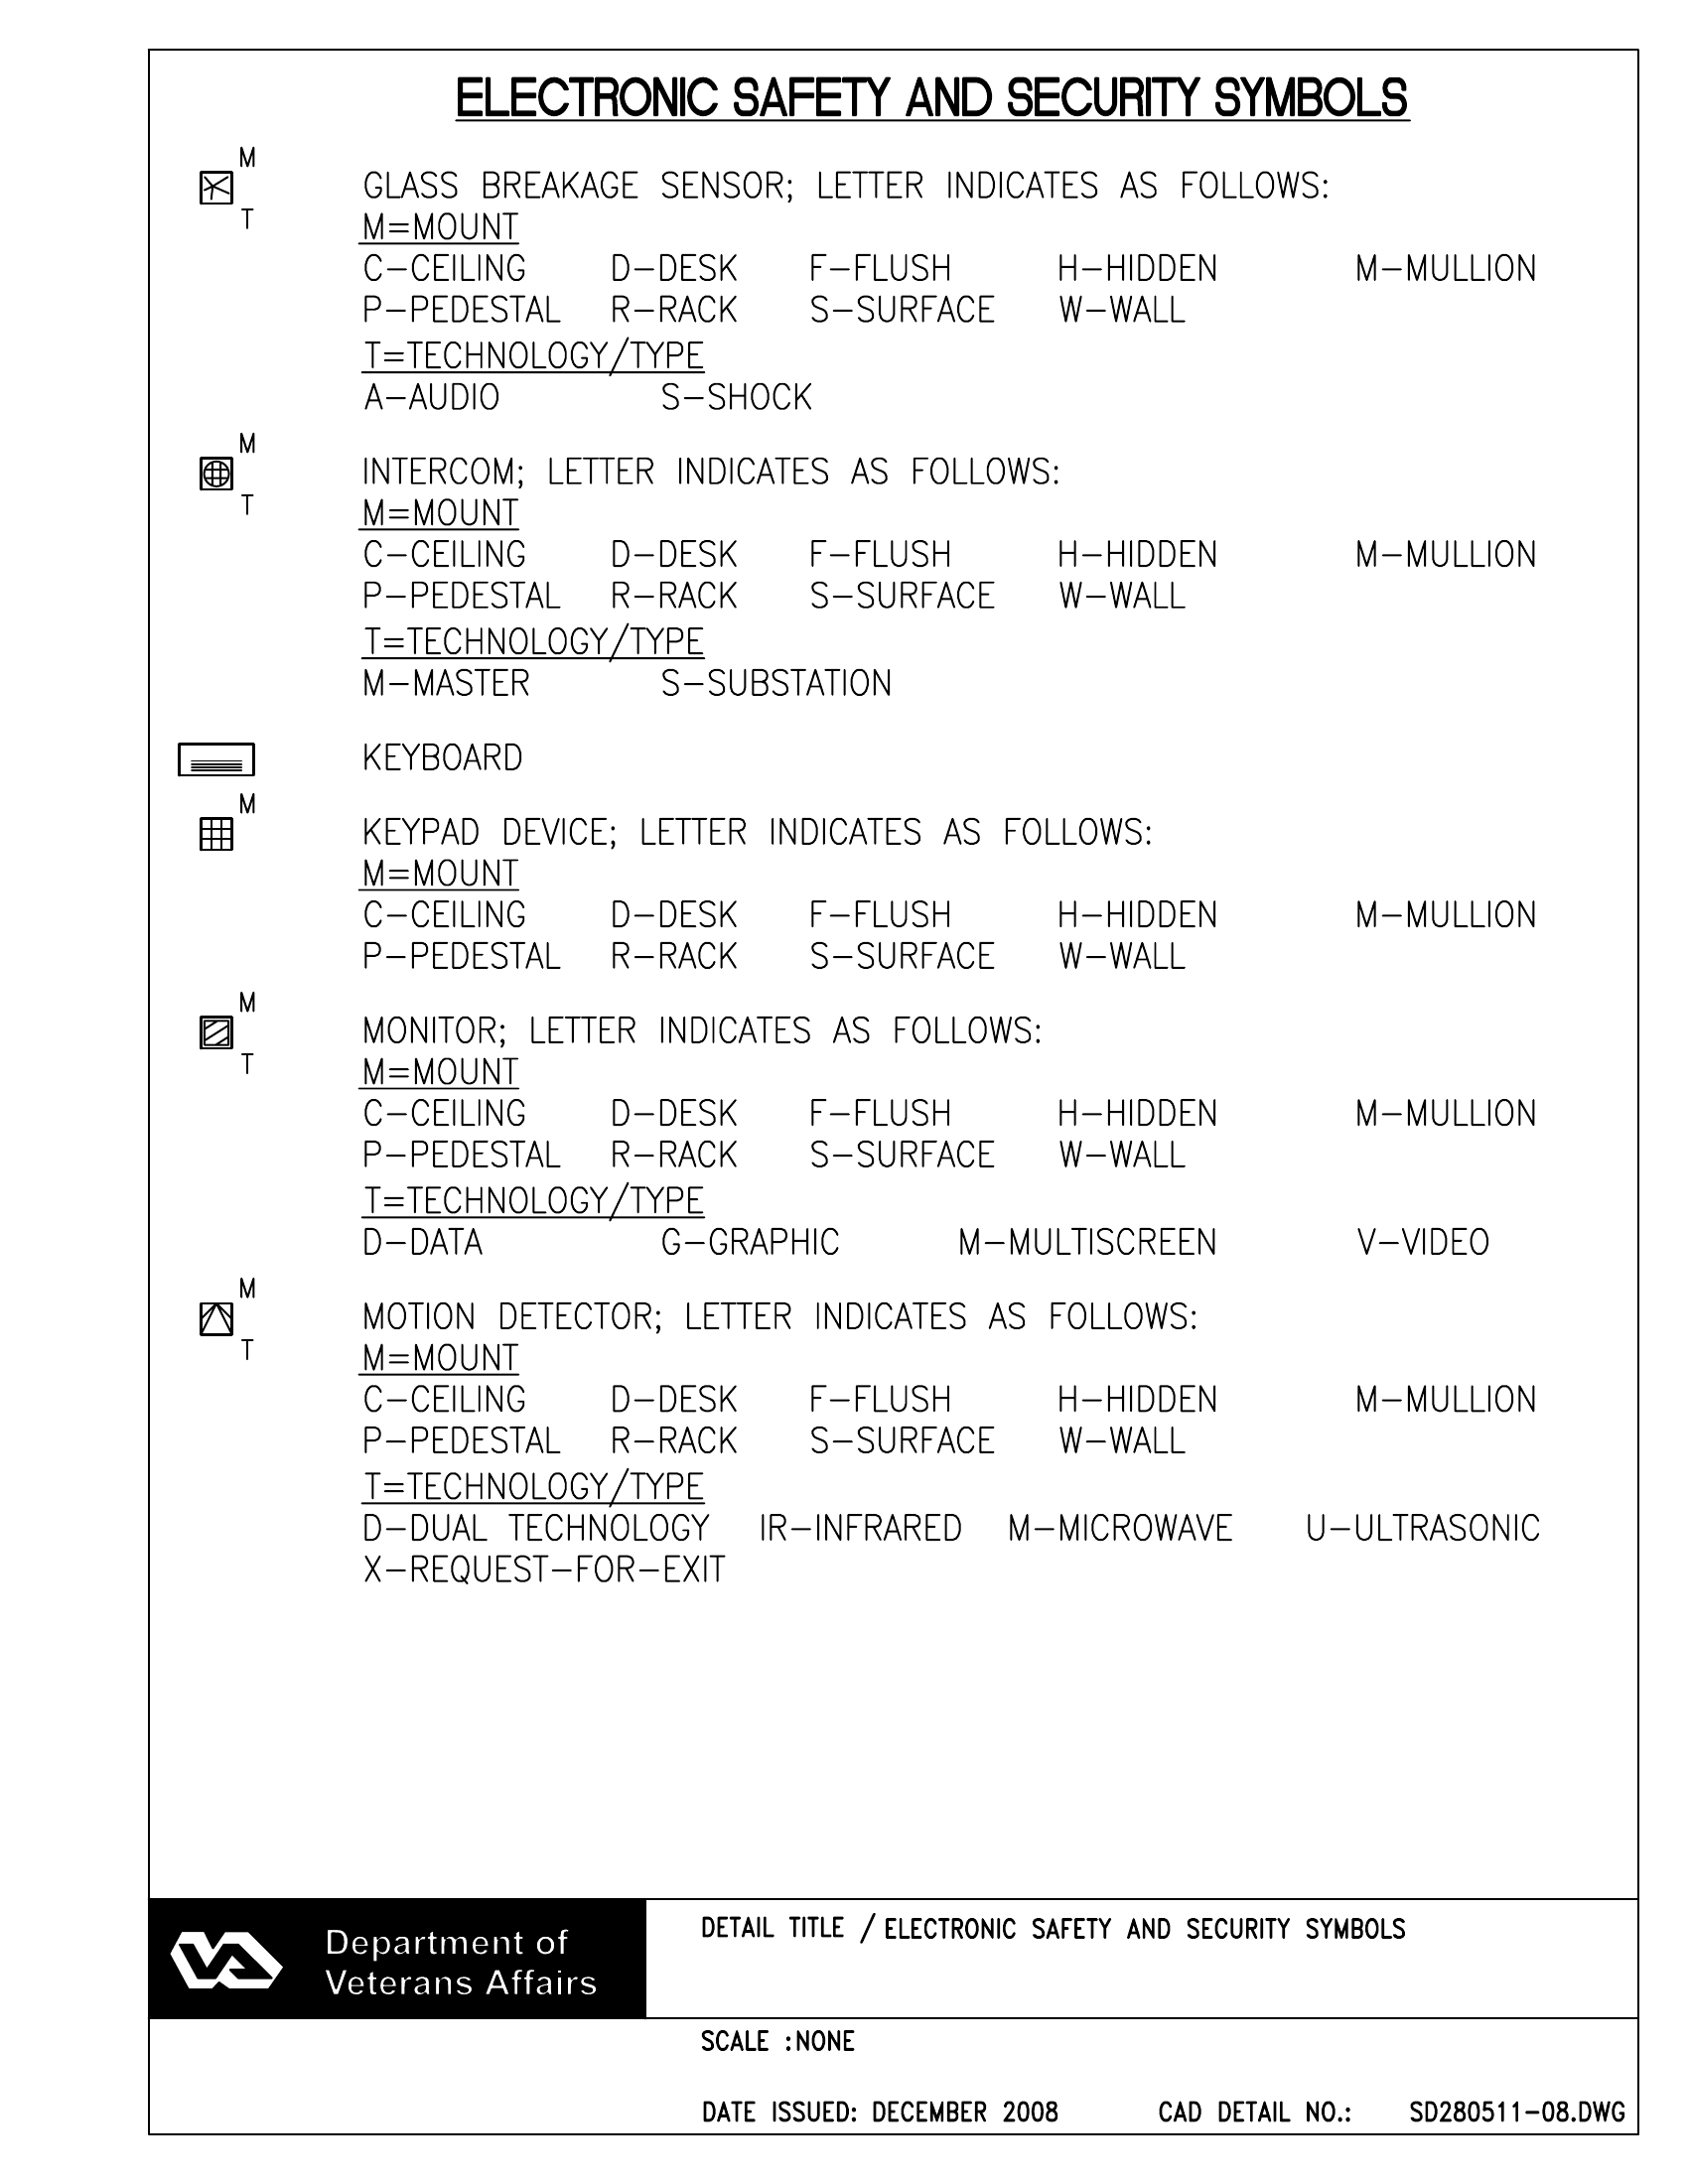 ELECTRONIC SAFETY AND SECURITY SYMBOLS
M
GLASS BREAKAGE SENSOR; LETTER INDICATES AS FOLLOWS:
T
M=MOUNT
C-CEILING D-DESK F-FLUSH H-HIDDEN M-MULLION
P-PEDESTAL R-RACK S-SURFACE W-WALL
T=TECHNOLOGY/TYPE
A-AUDIO S-SHOCK
M
INTERCOM; LETTER INDICATES AS FOLLOWS:
T
M=MOUNT
C-CEILING D-DESK F-FLUSH H-HIDDEN M-MULLION
P-PEDESTAL R-RACK S-SURFACE W-WALL
T=TECHNOLOGY/TYPE
M-MASTER S-SUBSTATION
KEYBOARD
M
KEYPAD DEVICE; LETTER INDICATES AS FOLLOWS:
M=MOUNT
C-CEILING D-DESK F-FLUSH H-HIDDEN M-MULLION
P-PEDESTAL R-RACK S-SURFACE W-WALL
M
MONITOR; LETTER INDICATES AS FOLLOWS:
T
M=MOUNT
C-CEILING D-DESK F-FLUSH H-HIDDEN M-MULLION
P-PEDESTAL R-RACK S-SURFACE W-WALL
T=TECHNOLOGY/TYPE
D-DATA G-GRAPHIC M-MULTISCREEN V-VIDEO
M
MOTION DETECTOR; LETTER INDICATES AS FOLLOWS:
T
M=MOUNT
C-CEILING D-DESK F-FLUSH H-HIDDEN M-MULLION
P-PEDESTAL R-RACK S-SURFACE W-WALL
T=TECHNOLOGY/TYPE
D-DUAL TECHNOLOGY IR-INFRARED M-MICROWAVE U-ULTRASONIC
X-REQUEST-FOR-EXIT
Department of
Veterans Affairs
DETAIL TITLE / ELECTRONIC SAFETY AND SECURITY SYMBOLS
SCALE :NONE
DATE ISSUED: DECEMBER 2008 CAD DETAIL NO.: SD280511-08.DWG